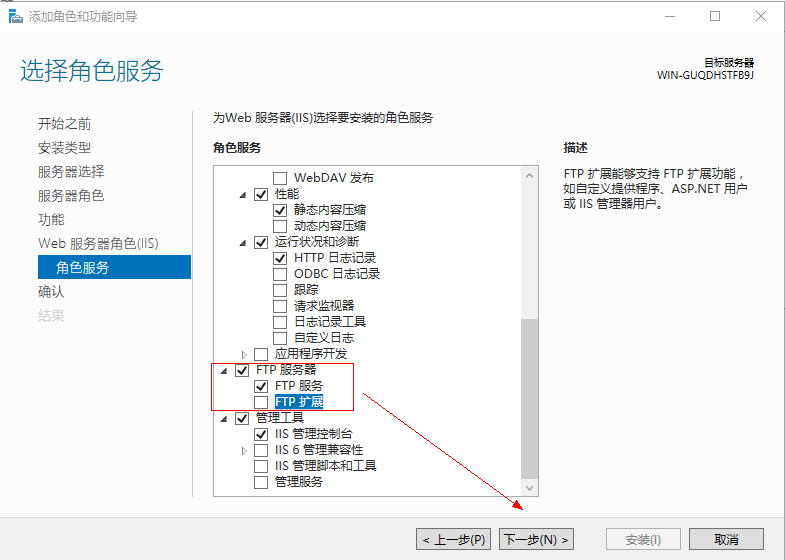 添加角色和功能向导
选择角色服务
目标服务器
WIN-GUQDHSTFB9J
开始之前
安装类型
服务器选择
服务器角色
功能
Web 服务器角色(IIS)
角色服务
确认
结果
为Web 服务器(IIS)选择要安装的角色服务
角色服务
WebDAV 发布
性能
静态内容压缩
动态内容压缩
运行状况和诊断
HTTP 日志记录
ODBC 日志记录
跟踪
请求监视器
日志记录工具
自定义日志
应用程序开发
FTP 服务器
FTP 服务
FTP 扩展
管理工具
IIS 管理控制台
IIS 6 管理兼容性
IIS 管理脚本和工具
管理服务
描述
FTP 扩展能够支持 FTP 扩展功能，
如自定义提供程序、ASP.NET 用户
或 IIS 管理器用户。
< 上一步(P)
下一步(N) >
安装(I)
取消